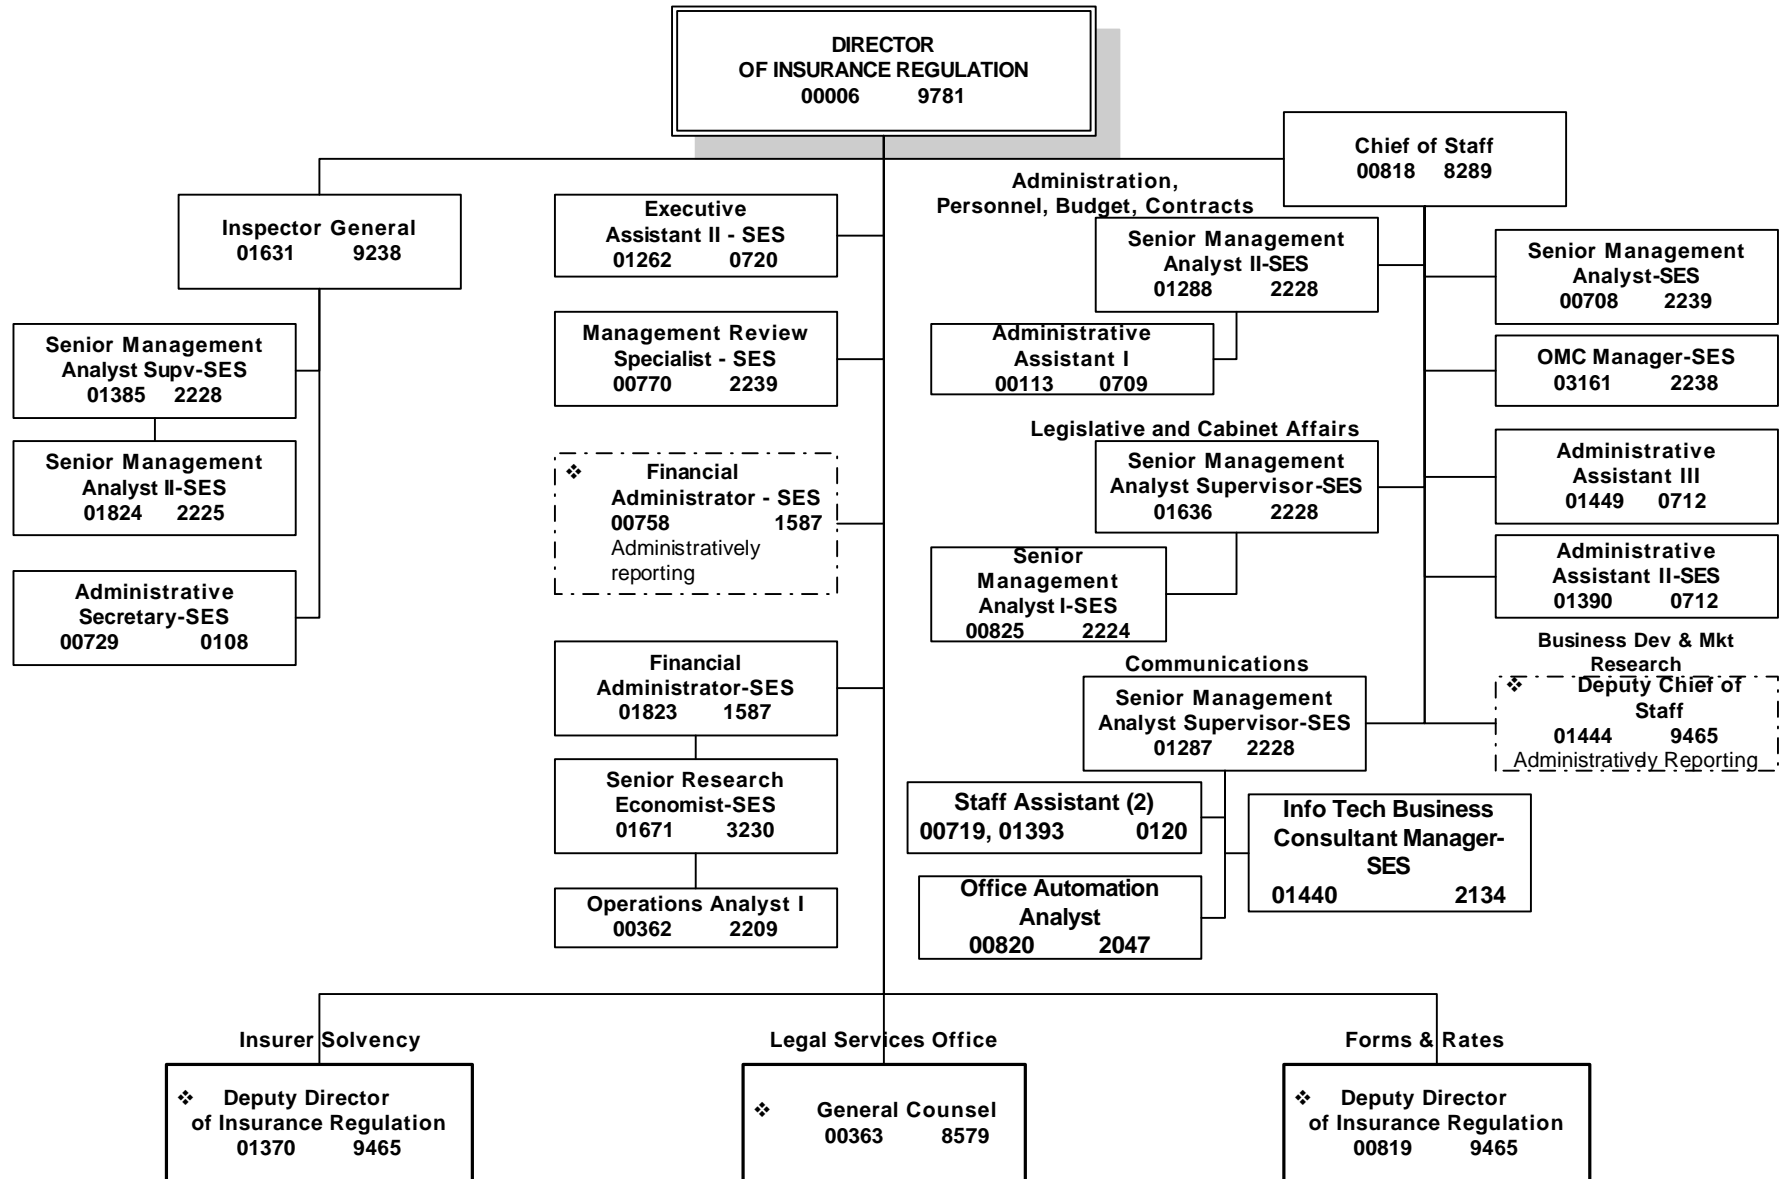 DIRECTOR
OF INSURANCE REGULATION
00006 9781
Chief of Staff
00818 8289
Inspector General
01631 9238
Senior Management
Analyst Supv-SES
01385 2228
Senior Management
Analyst II-SES
01824 2225
Administrative
Secretary-SES
00729 0108
Executive
Assistant II - SES
01262 0720
Management Review
Specialist - SES
00770 2239
❖ Financial
Administrator - SES
00758 1587
Administratively
reporting
Financial
Administrator-SES
01823 1587
Senior Research
Economist-SES
01671 3230
Operations Analyst I
00362 2209
Administration,
Personnel, Budget, Contracts
Senior Management
Analyst II-SES
01288 2228
Administrative
Assistant I
00113 0709
Legislative and Cabinet Affairs
Senior Management
Analyst Supervisor-SES
01636 2228
Senior
Management
Analyst I-SES
00825 2224
Communications
Senior Management
Analyst Supervisor-SES
01287 2228
Staff Assistant (2)
00719, 01393 0120
Info Tech Business
Consultant Manager-
SES
01440 2134
Office Automation
Analyst
00820 2047
Senior Management
Analyst-SES
00708 2239
OMC Manager-SES
03161 2238
Administrative
Assistant III
01449 0712
Administrative
Assistant II-SES
01390 0712
Business Dev & Mkt
Research
❖ Deputy Chief of
Staff
01444 9465
Administratively Reporting
Insurer Solvency
❖ Deputy Director
of Insurance Regulation
01370 9465
Legal Services Office
❖ General Counsel
00363 8579
Forms & Rates
❖ Deputy Director
of Insurance Regulation
00819 9465